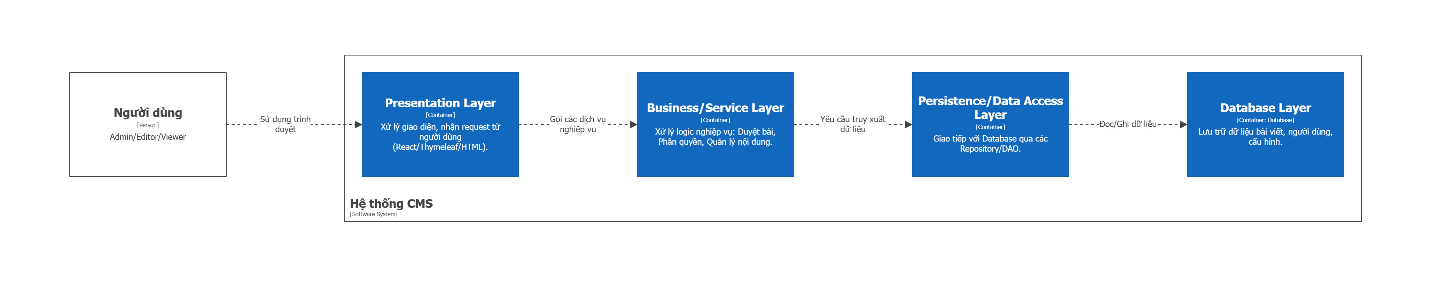 Người dùng
[Person]
Admin/Editor/Viewer
Sử dụng trình
duyệt
Presentation Layer
[Container]
Xử lý giao diện, nhận request từ
người dùng
(React/Thymeleaf/HTML).
Gọi các dịch vụ
nghiệp vụ
Business/Service Layer
[Container]
Xử lý logic nghiệp vụ: Duyệt bài,
Phân quyền, Quản lý nội dung.
Yêu cầu truy xuất
dữ liệu
Persistence/Data Access
Layer
[Container]
Giao tiếp với Database qua các
Repository/DAO.
Đọc/Ghi dữ liệu
Database Layer
[Container: Database]
Lưu trữ dữ liệu bài viết, người dùng,
cấu hình.
Hệ thống CMS
[Software System]